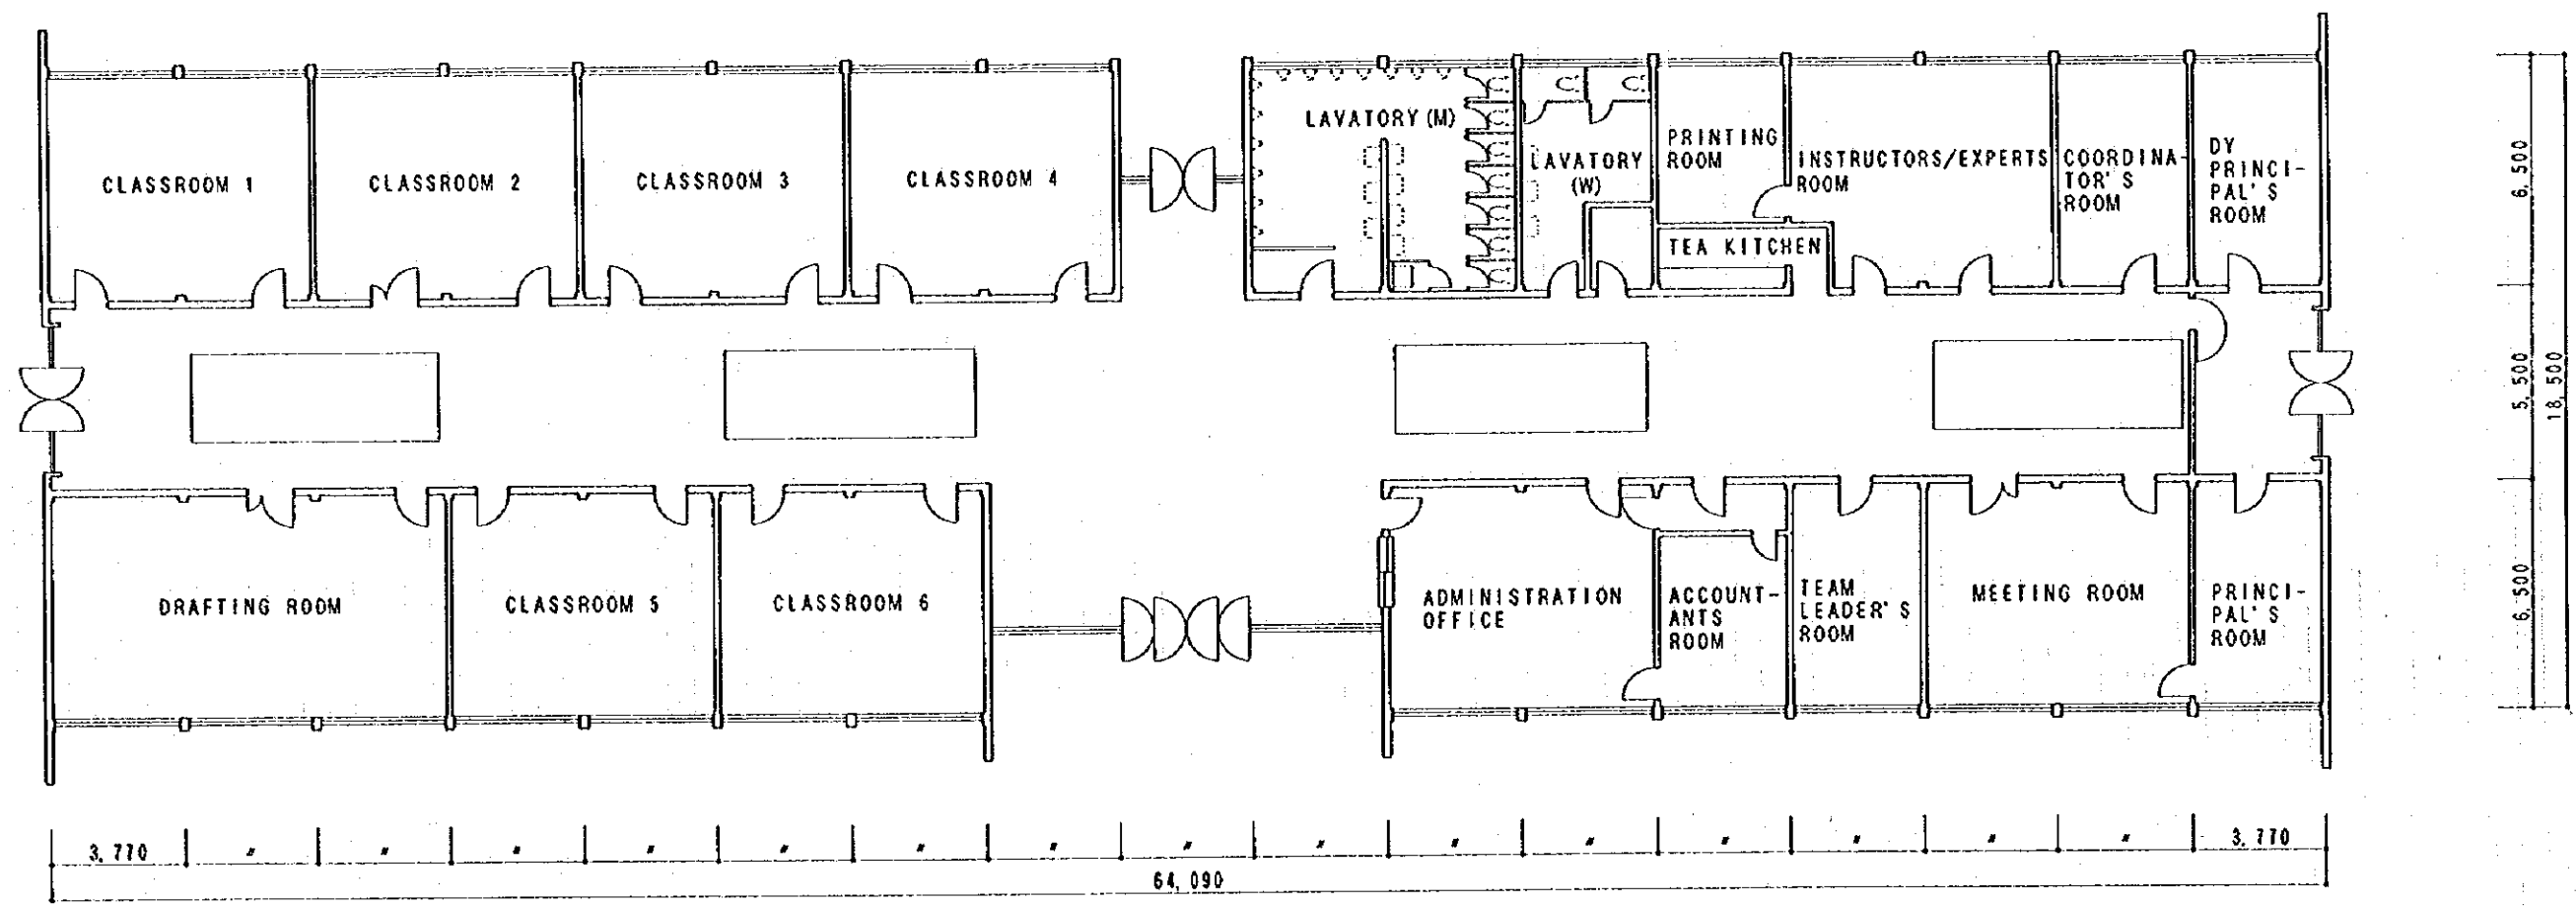 CLASSROOM 1
CLASSROOM 2
CLASSROOM 3
CLASSROOM 4
LAVATORY (M)
LAVATORY
(W)
PRINTING
ROOM
TEA KITCHEN
INSTRUCTORS/EXPERTS
ROOM
COORDINA-
TOR'S
ROOM
DY
PRINCI-
PAL'S
ROOM
6,500
5,500
18,500
6,500
DRAFTING ROOM
CLASSROOM 5
CLASSROOM 6
ADMINISTRATION
OFFICE
ACCOUNT-
ANTS
ROOM
TEAM
LEADER'S
ROOM
MEETING ROOM
PRINCI-
PAL'S
ROOM
3,770 〃 〃 〃 〃 〃 〃 〃 〃 〃 〃 〃 〃 〃 〃 〃 3,770
64,090